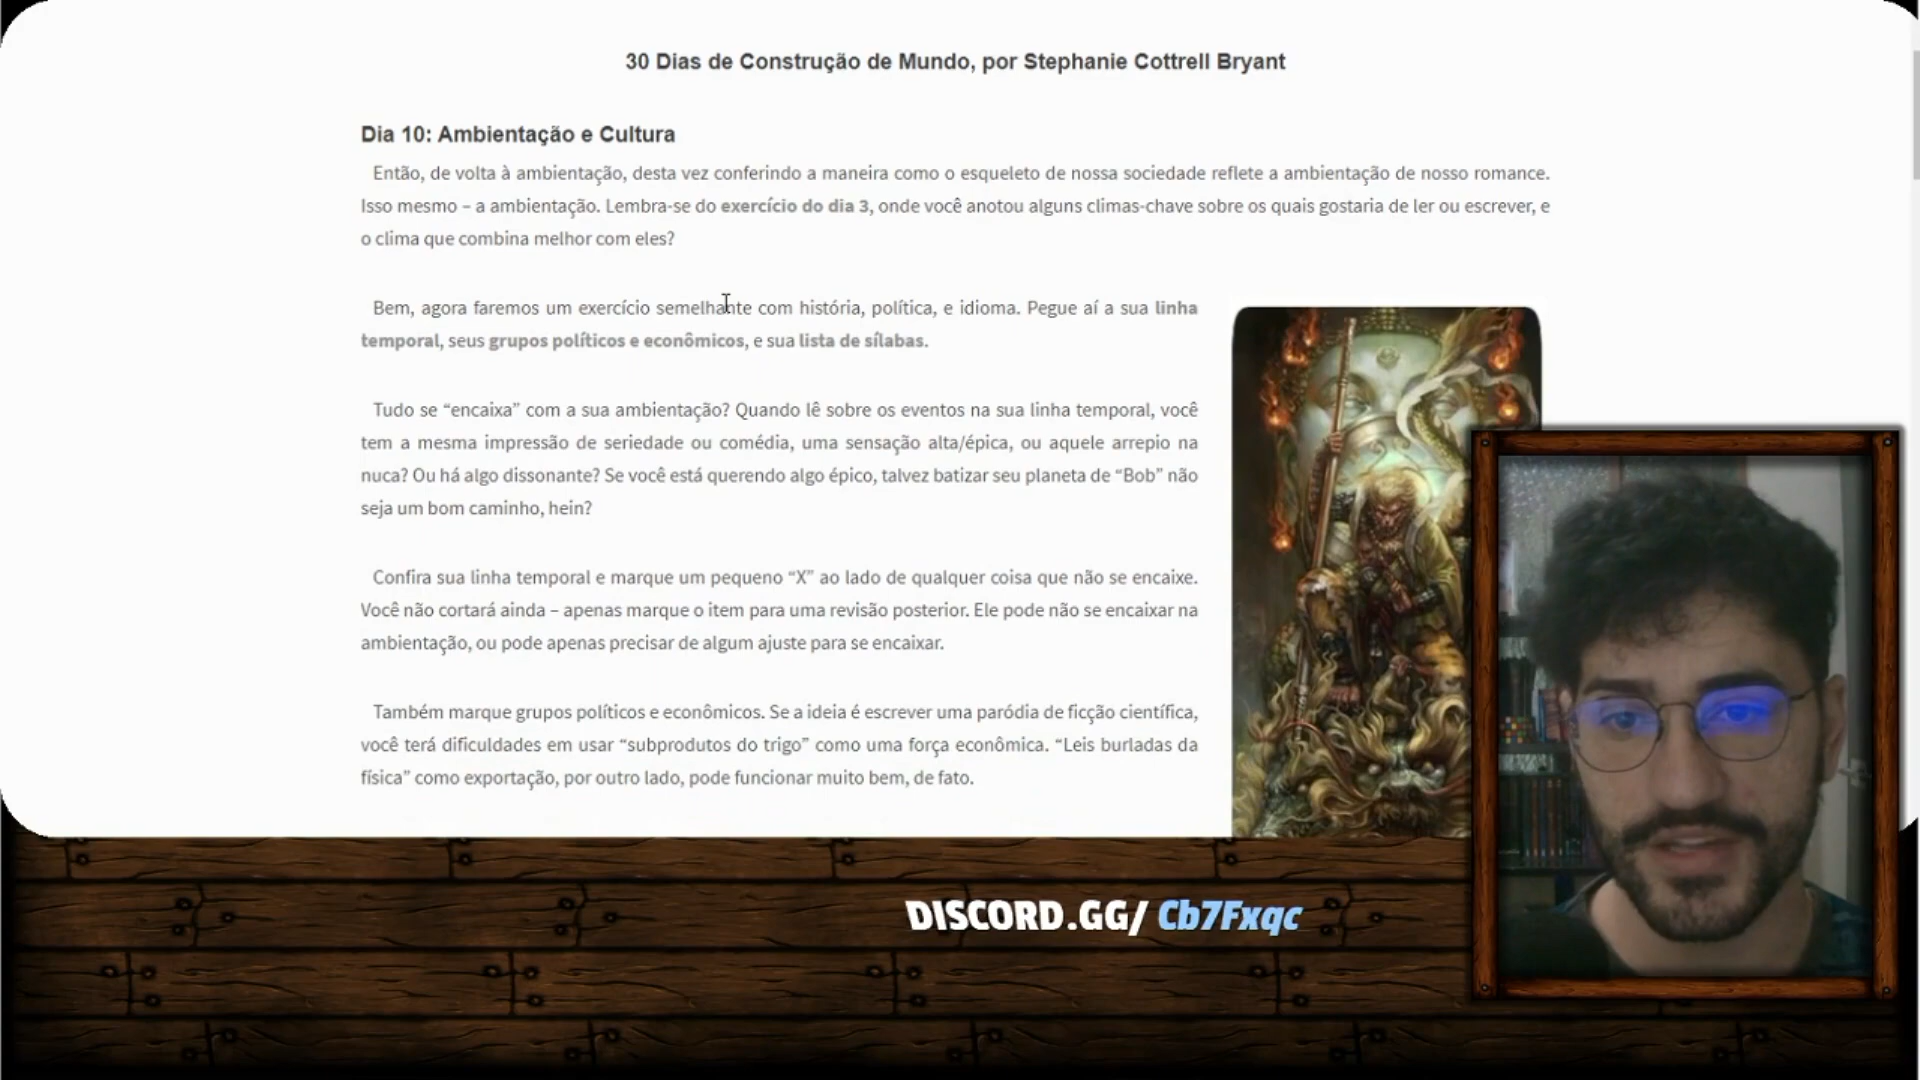 30 Dias de Construção de Mundo, por Stephanie Cottrell Bryant
Dia 10: Ambientação e Cultura
Então, de volta à ambientação, desta vez conferindo a maneira como o esqueleto de nossa sociedade reflete a ambientação de nosso romance.
Isso mesmo – a ambientação. Lembra-se do exercício do dia 3, onde você anotou alguns climas-chave sobre os quais gostaria de ler ou escrever, e
o clima que combina melhor com eles?
Bem, agora faremos um exercício semelhante com história, política, e idioma. Pegue aí a sua linha
temporal, seus grupos políticos e econômicos, e sua lista de sílabas.
Tudo se “encaixa” com a sua ambientação? Quando lê sobre os eventos na sua linha temporal, você
tem a mesma impressão de seriedade ou comédia, uma sensação alta/épica, ou aquele arrepio na
nuca? Ou há algo dissonante? Se você está querendo algo épico, talvez batizar seu planeta de “Bob” não
seja um bom caminho, hein?
Confira sua linha temporal e marque um pequeno “X” ao lado de qualquer coisa que não se encaixe.
Você não cortará ainda – apenas marque o item para uma revisão posterior. Ele pode não se encaixar na
ambientação, ou pode apenas precisar de algum ajuste para se encaixar.
Também marque grupos políticos e econômicos. Se a ideia é escrever uma paródia de ficção científica,
você terá dificuldades em usar “subprodutos do trigo” como uma força econômica. “Leis burladas da
física” como exportação, por outro lado, pode funcionar muito bem, de fato.
DISCORD.GG/ Cb7Fxqc